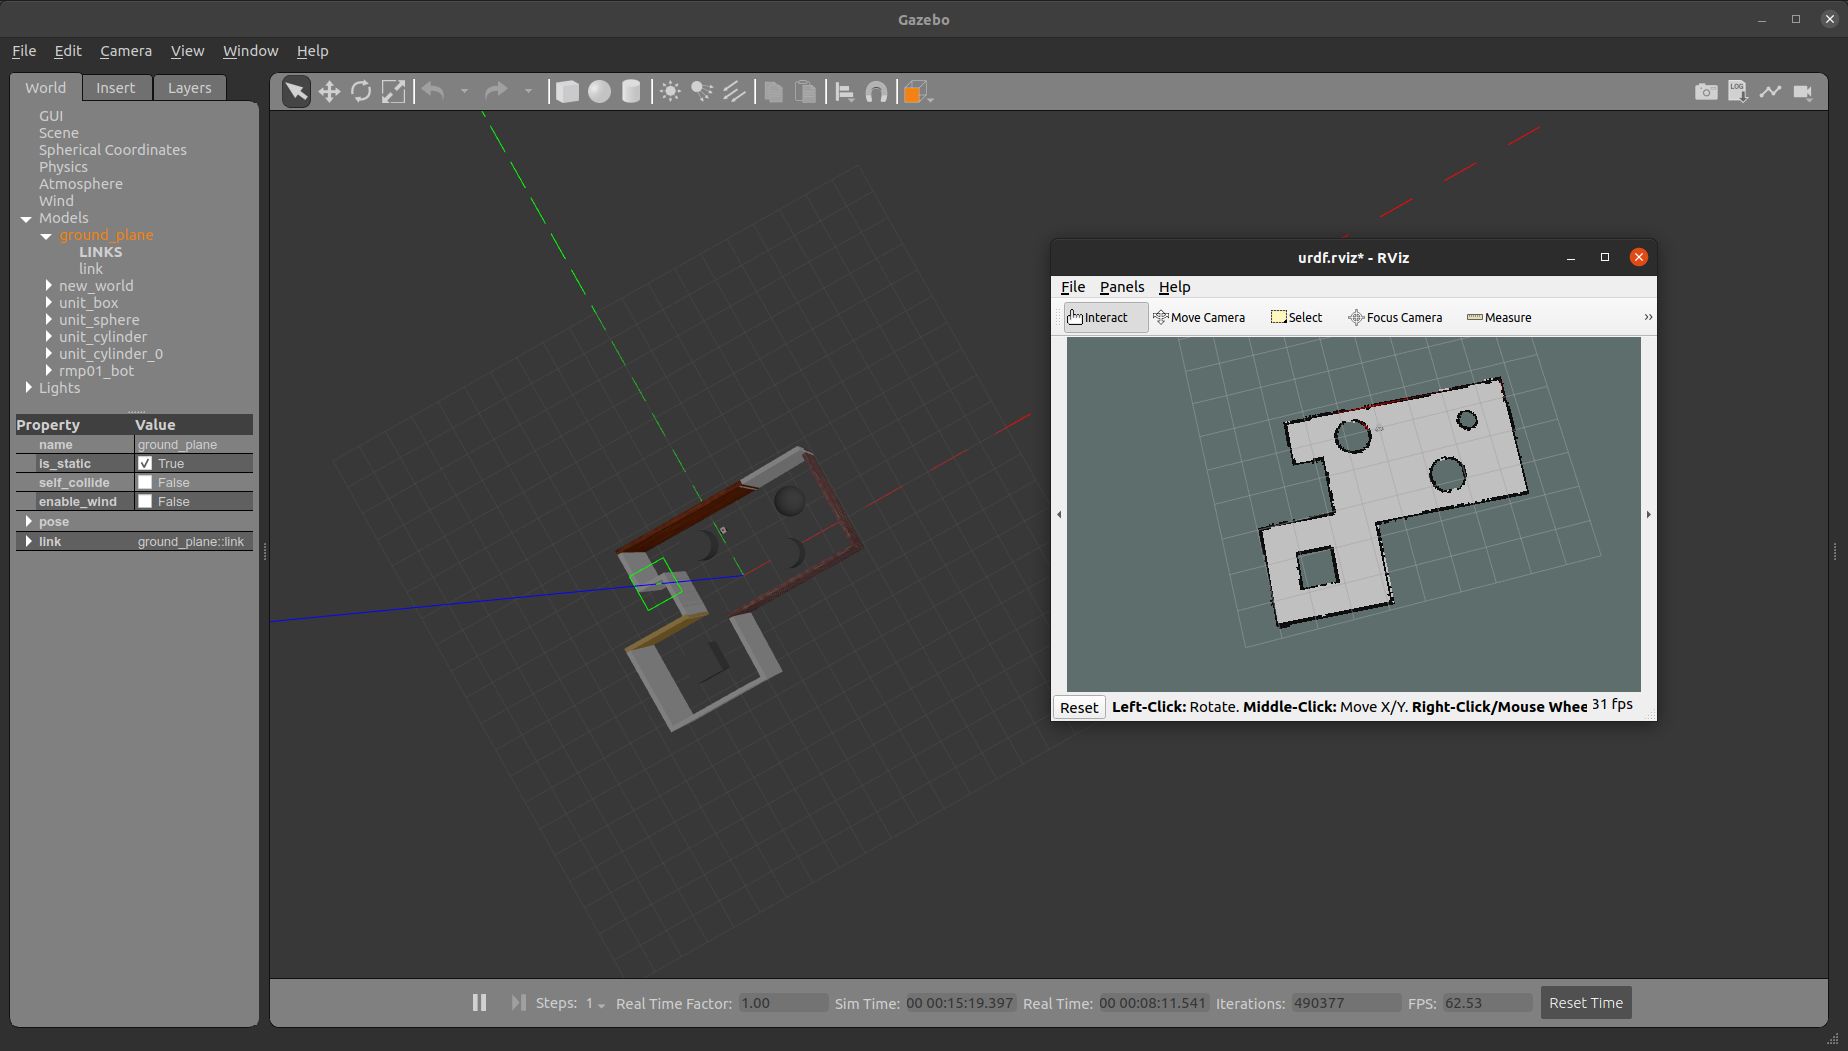 Gazebo
File Edit Camera View Window Help
World Insert Layers
GUI
Scene
Spherical Coordinates
Physics
Atmosphere
Wind
Models
ground_plane
LINKS
link
new_world
unit_box
unit_sphere
unit_cylinder
unit_cylinder_0
rmp01_bot
Lights
Property Value
name ground_plane
is_static True
self_collide False
enable_wind False
pose
link ground_plane::link
LOG
urdf.rviz* - RViz
File Panels Help
Interact Move Camera Select Focus Camera Measure »
Reset Left-Click: Rotate. Middle-Click: Move X/Y. Right-Click/Mouse Whee 31 fps
Steps: 1 Real Time Factor: 1.00 Sim Time: 00 00:15:19.397 Real Time: 00 00:08:11.541 Iterations: 490377 FPS: 62.53 Reset Time